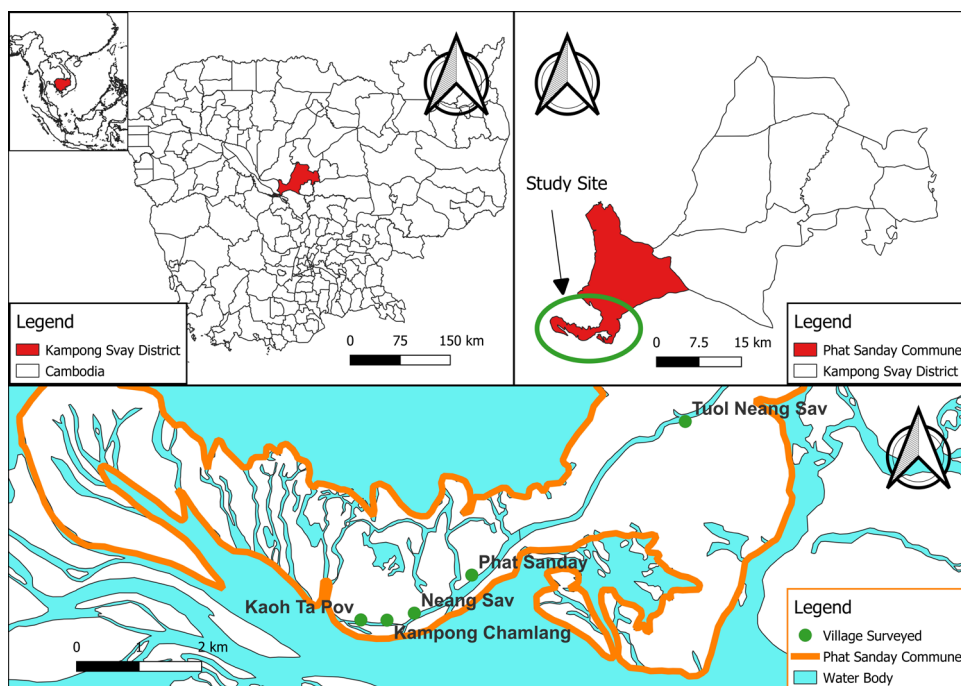 Legend
Kampong Svay District
Cambodia
0 75 150 km
Study Site
0 7.5 15 km
Legend
Phat Sanday Commune
Kampong Svay District
Tuol Neang Sav
Phat Sanday
Kaoh Ta Pov
Neang Sav
Kampong Chamlang
0 1 2 km
Legend
Village Surveyed
Phat Sanday Commune
Water Body